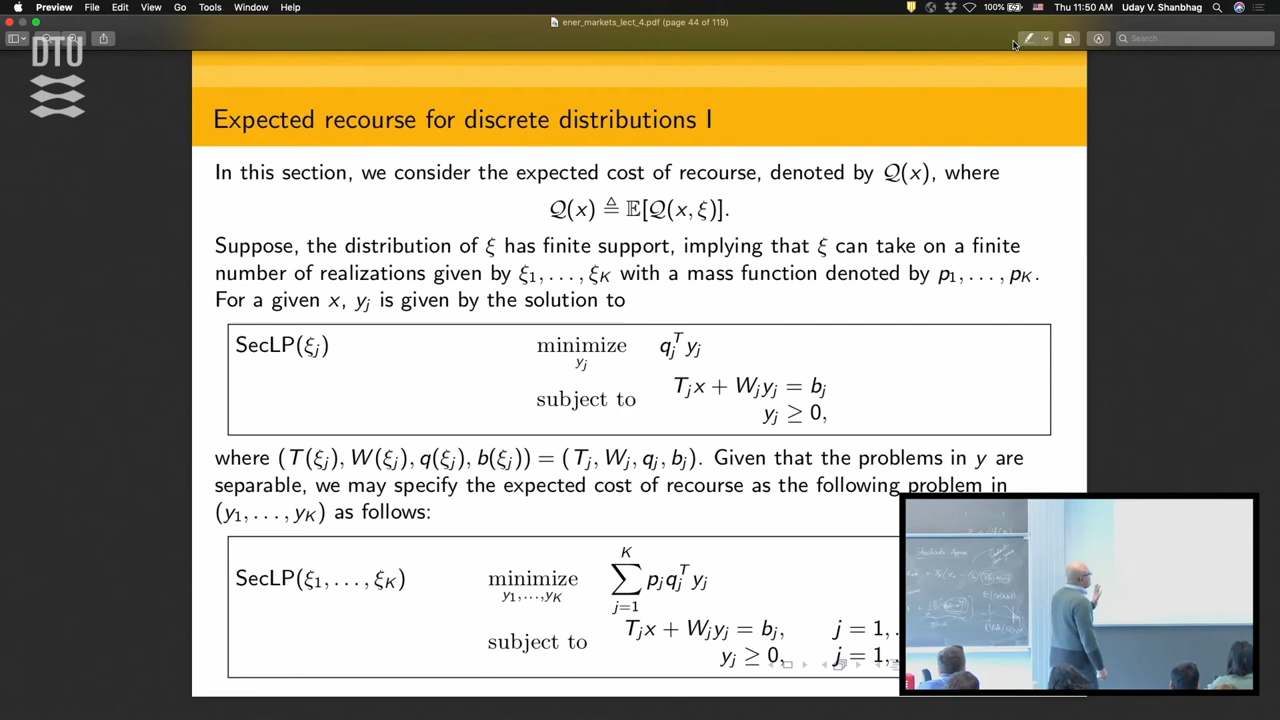 Preview File Edit View Go Tools Window Help 100% Thu 11:50 AM Uday V. Shanbhag
ener_markets_lect_4.pdf (page 44 of 119)
Search
DTU
Expected recourse for discrete distributions I
In this section, we consider the expected cost of recourse, denoted by 𝒬(x), where
𝒬(x) ≜ 𝔼[𝒬(x, ξ)].
Suppose, the distribution of ξ has finite support, implying that ξ can take on a finite
number of realizations given by ξ₁, . . . , ξ_K with a mass function denoted by p₁, . . . , p_K.
For a given x, y_j is given by the solution to
SecLP(ξ_j) minimize q_j^T y_j
y_j
subject to T_j x + W_j y_j = b_j
y_j ≥ 0,
where (T(ξ_j), W(ξ_j), q(ξ_j), b(ξ_j)) = (T_j, W_j, q_j, b_j). Given that the problems in y are
separable, we may specify the expected cost of recourse as the following problem in
(y₁, . . . , y_K) as follows:
SecLP(ξ₁, . . . , ξ_K) minimize ∑_{j=1}^{K} p_j q_j^T y_j
y₁,...,y_K
subject to T_j x + W_j y_j = b_j, j = 1, .
y_j ≥ 0, j = 1, .